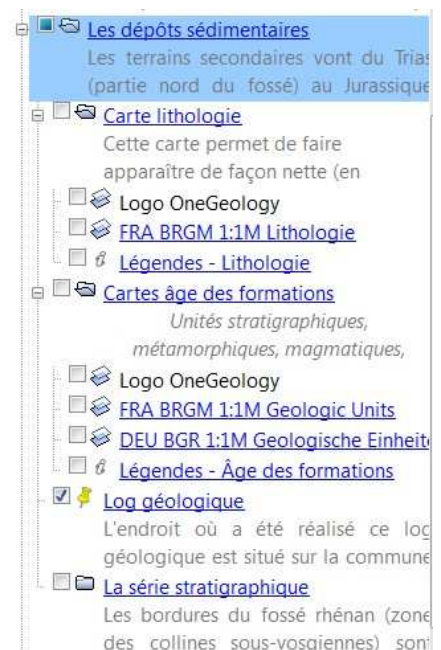 Les dépôts sédimentaires
Les terrains secondaires vont du Trias
(partie nord du fossé) au Jurassique
Carte lithologie
Cette carte permet de faire
apparaître de façon nette (en
Logo OneGeology
FRA BRGM 1:1M Lithologie
Légendes - Lithologie
Cartes âge des formations
Unités stratigraphiques,
métamorphiques, magmatiques,
Logo OneGeology
FRA BRGM 1:1M Geologic Units
DEU BGR 1:1M Geologische Einheite
Légendes - Âge des formations
Log géologique
L'endroit où a été réalisé ce log
géologique est situé sur la commune
La série stratigraphique
Les bordures du fossé rhénan (zone
des collines sous-vosgiennes) sont